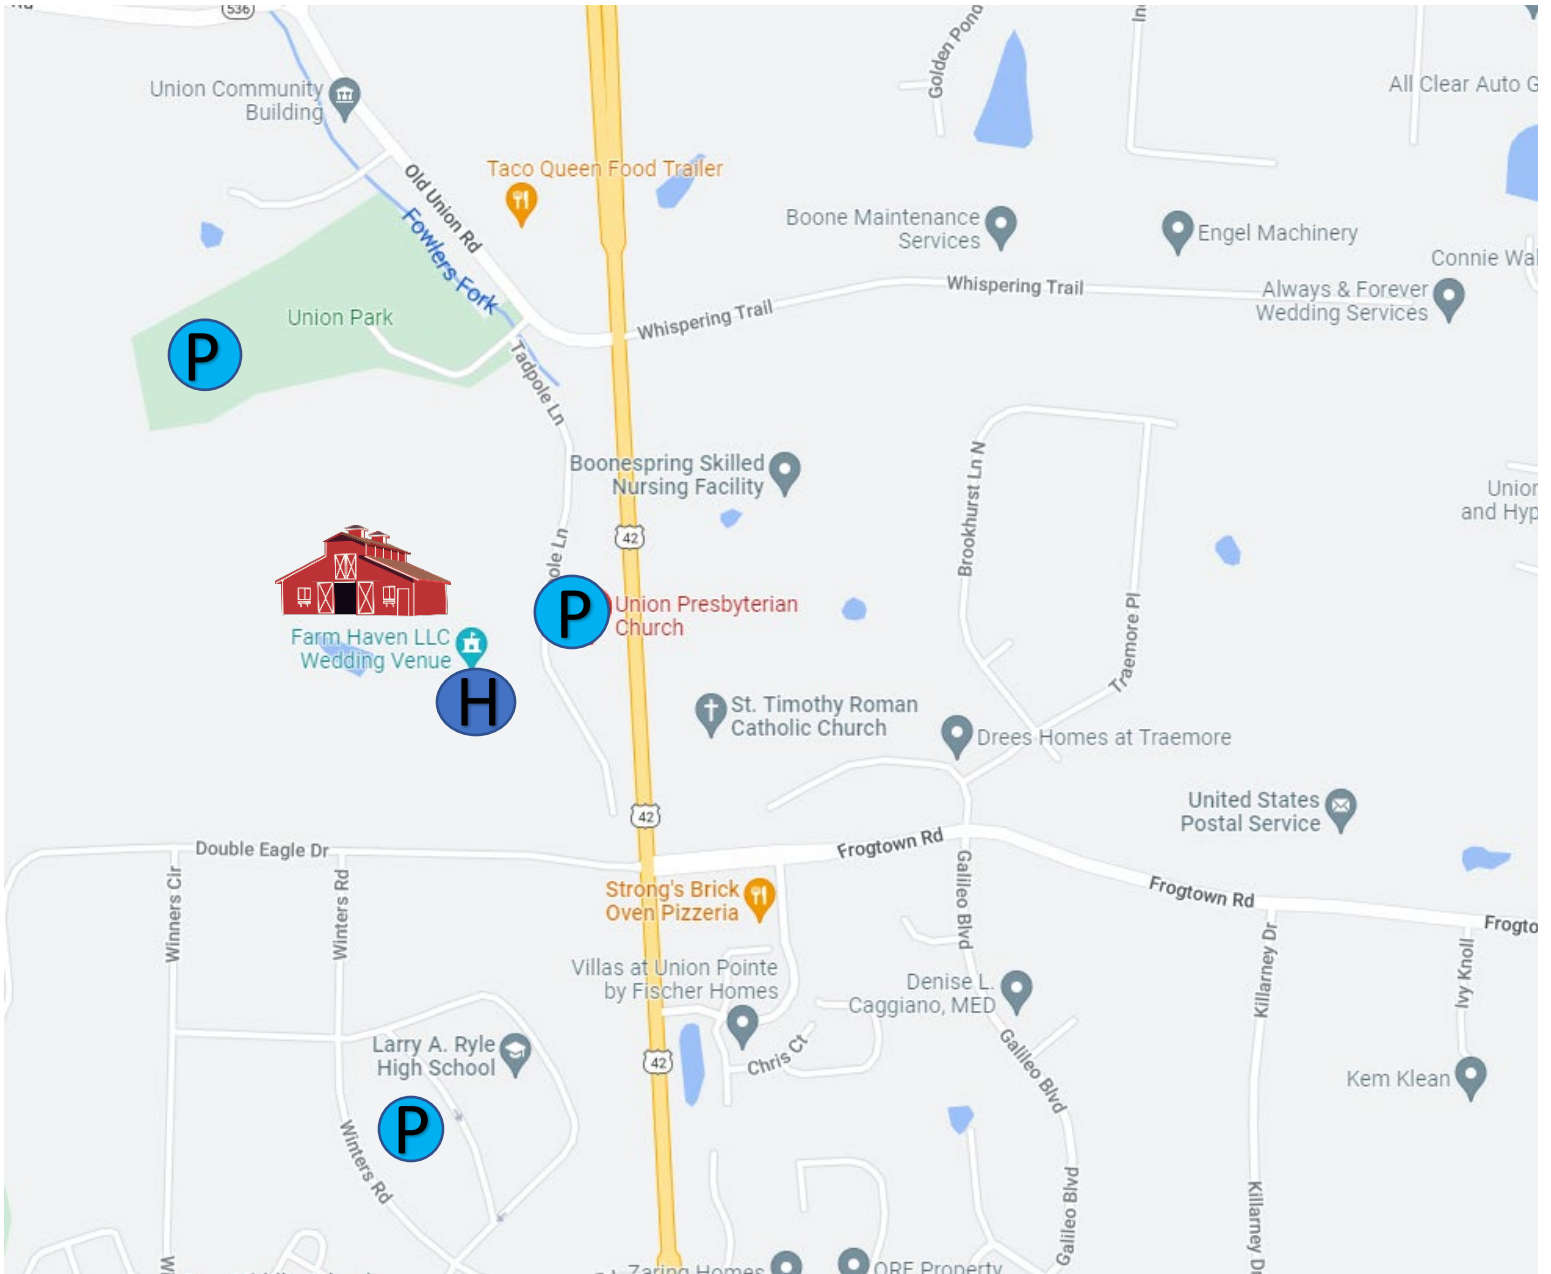 536
Golden Pond
Union Community
Building
All Clear Auto G
Old Union Rd
Taco Queen Food Trailer
Fowlers Fork
Boone Maintenance
Services
Engel Machinery
Connie Wal
Whispering Trail
Always & Forever
Wedding Services
Union Park
Whispering Trail
P
Tadpole Ln
Boonespring Skilled
Nursing Facility
Brookhurst Ln N
Union
and Hyp
42
ole Ln
P
Union Presbyterian
Church
Traemore Pl
Farm Haven LLC
Wedding Venue
H
St. Timothy Roman
Catholic Church
Drees Homes at Traemore
United States
Postal Service
42
Double Eagle Dr
Frogtown Rd
Winners Cir
Winters Rd
Strong's Brick
Oven Pizzeria
Galileo Blvd
Frogtown Rd
Frogto
Killarney Dr
Ivy Knoll
Villas at Union Pointe
by Fischer Homes
Denise L.
Caggiano, MED
Larry A. Ryle
High School
42
Chris Ct
Galileo Blvd
Kem Klean
P
Winters Rd
Galileo Blvd
Killarney Dr
Zaring Homes
ORE Property